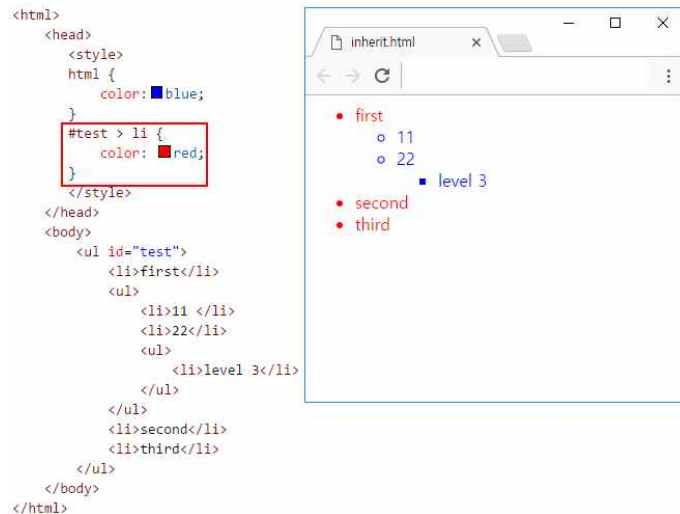 <html>
<head>
<style>
html {
color: blue;
}
#test > li {
color: red;
}
</style>
</head>
<body>
<ul id="test">
<li>first</li>
<ul>
<li>11 </li>
<li>22</li>
<ul>
<li>level 3</li>
</ul>
</ul>
<li>second</li>
<li>third</li>
</ul>
</body>
</html>
inherit.html
first
11
22
level 3
second
third